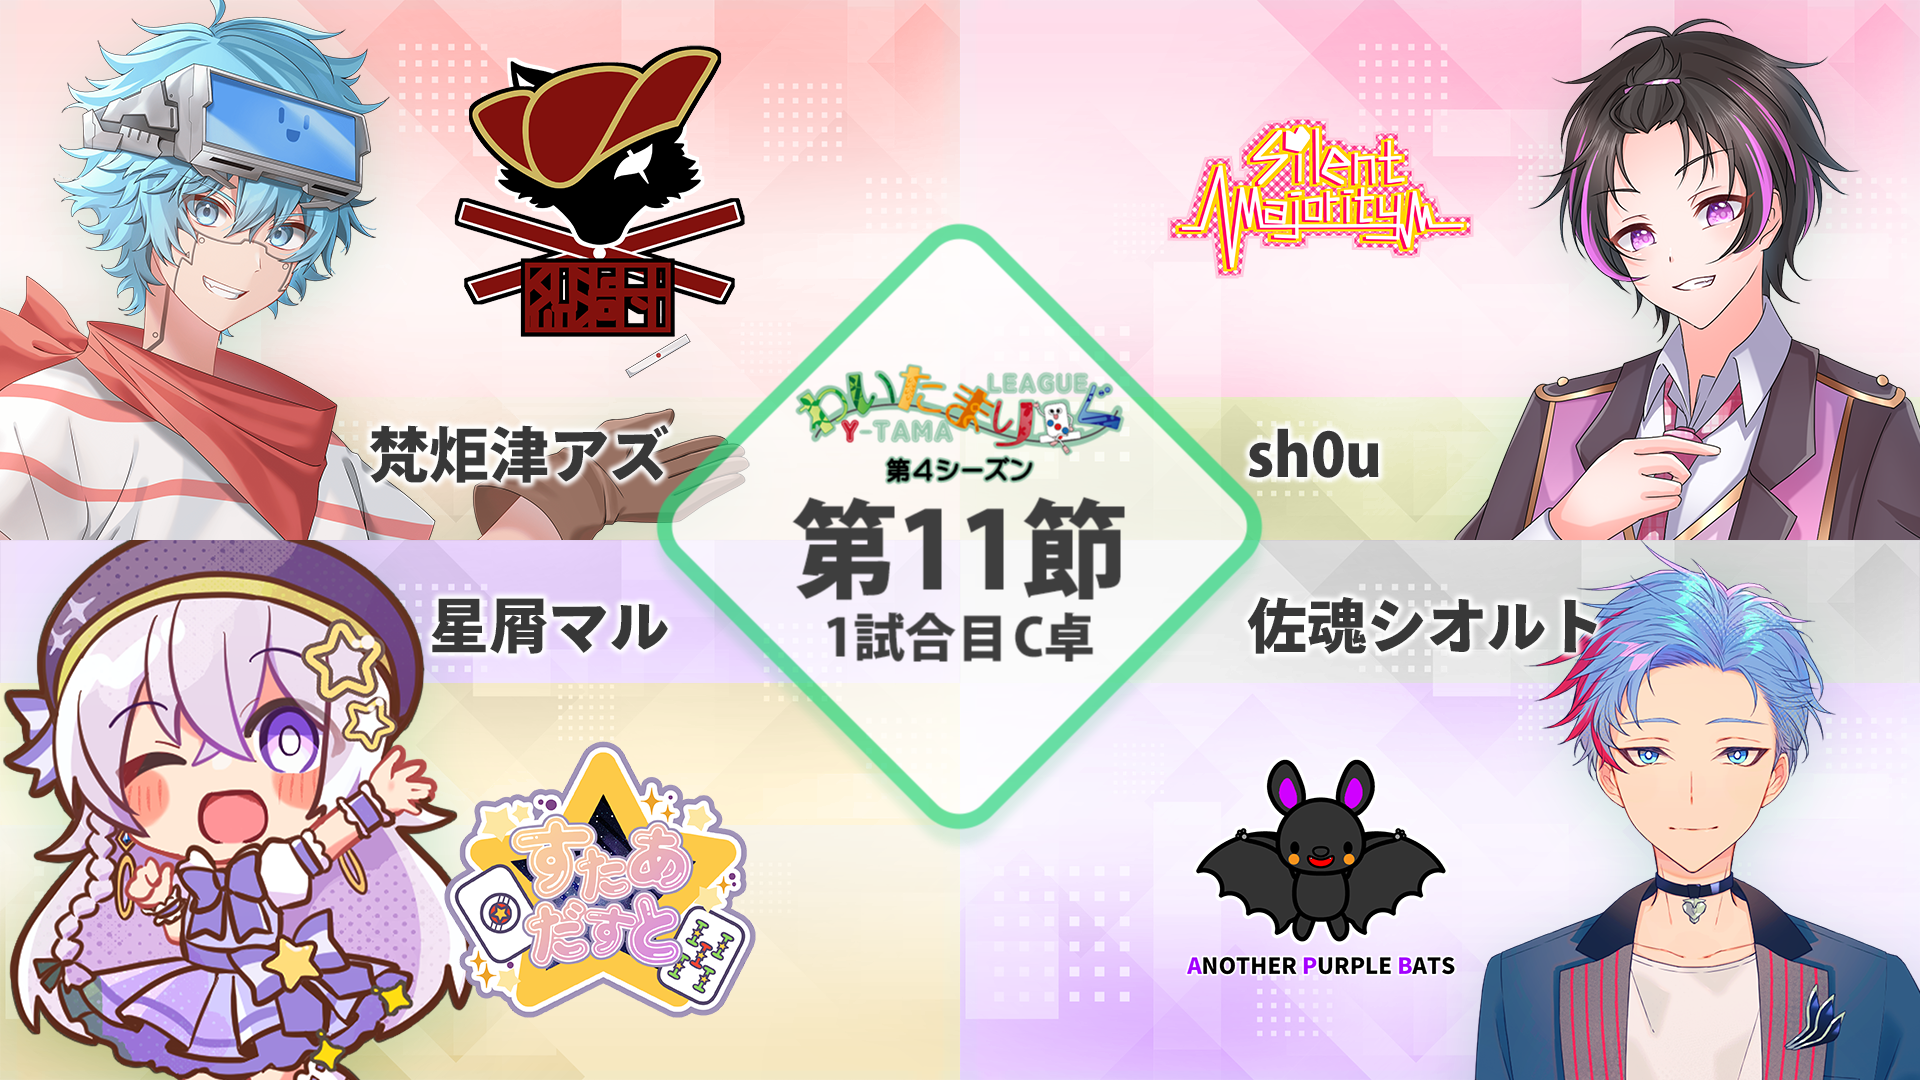 Silent
Majority
梵炬津アズ
sh0u
わいたまりーぐ
LEAGUE
Y-TAMA
第4シーズン
第11節
1試合目 C卓
星屑マル
佐魂シオルト
すたあ
だすと
ANOTHER PURPLE BATS